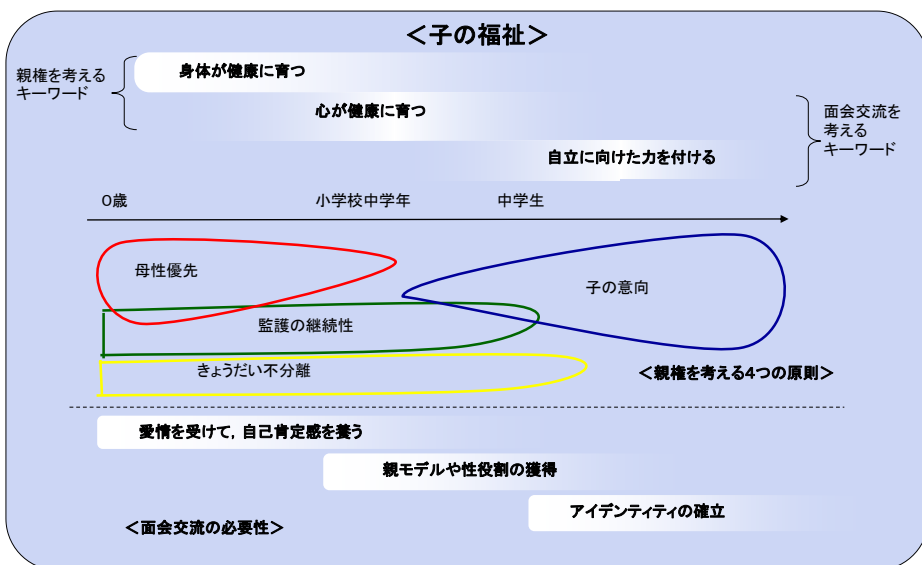 ＜子の福祉＞
親権を考える
キーワード
身体が健康に育つ
心が健康に育つ
自立に向けた力を付ける
面会交流を
考える
キーワード
0歳
小学校中学年
中学生
母性優先
子の意向
監護の継続性
きょうだい不分離
＜親権を考える4つの原則＞
愛情を受けて，自己肯定感を養う
親モデルや性役割の獲得
アイデンティティの確立
＜面会交流の必要性＞